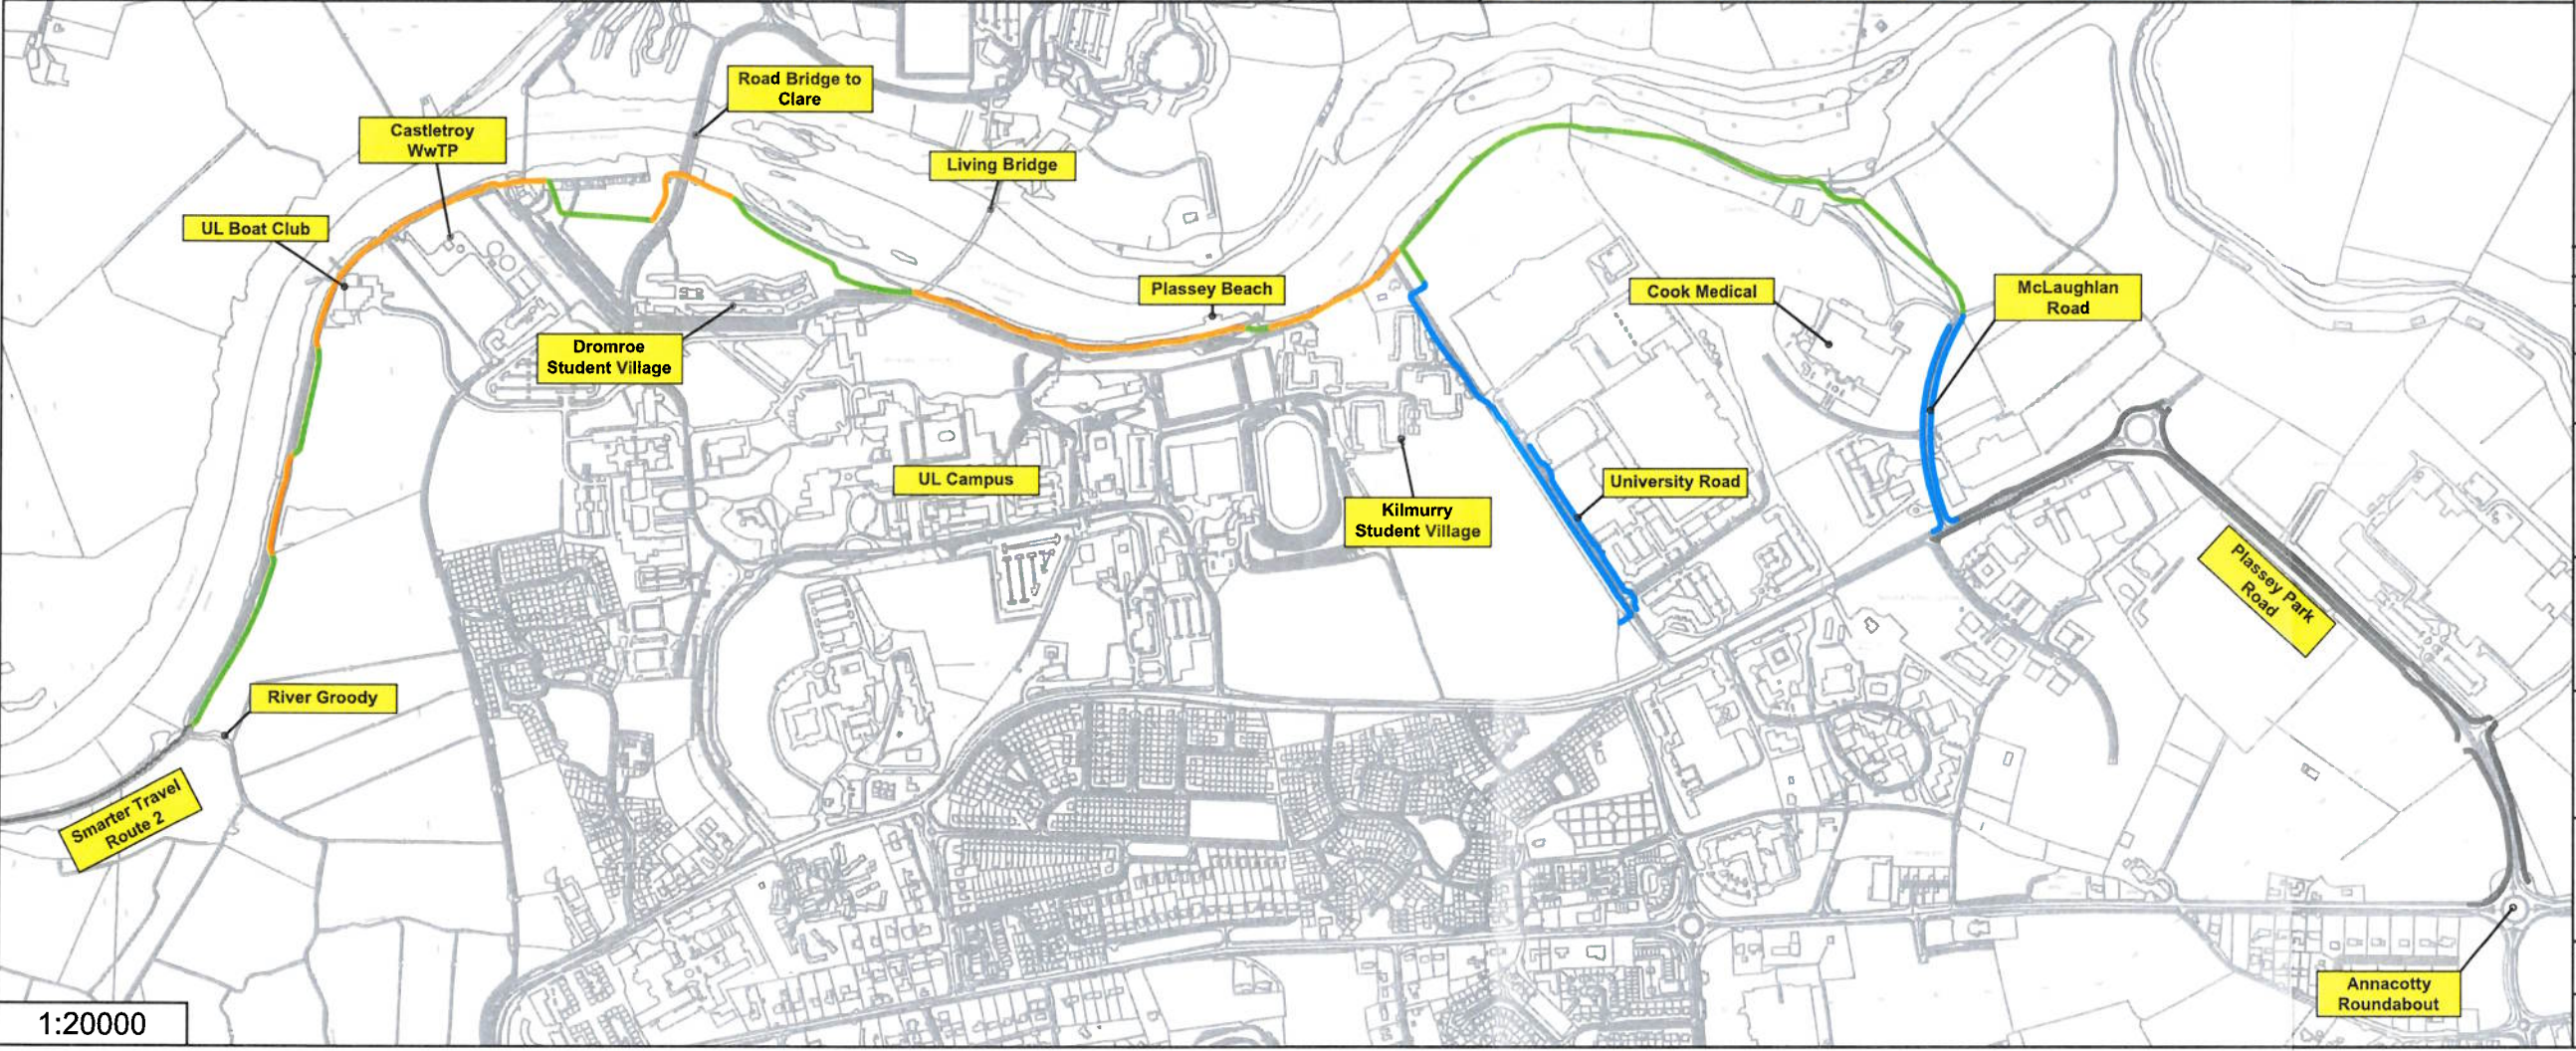 Road Bridge to
Clare
Castletroy
WwTP
Living Bridge
UL Boat Club
Plassey Beach
Cook Medical
McLaughlan
Road
Dromroe
Student Village
UL Campus
University Road
Kilmurry
Student Village
Plassey Park
Road
River Groody
Smarter Travel
Route 2
Annacotty
Roundabout
1:20000